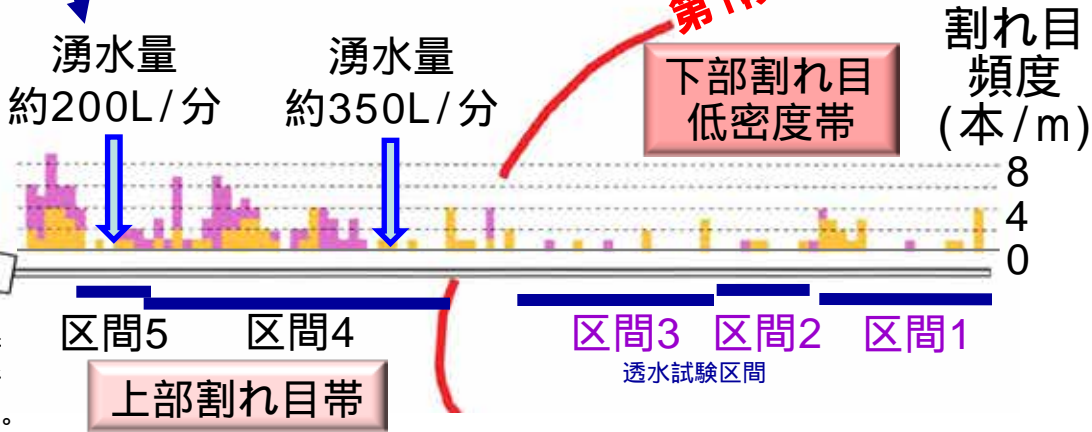 第1
湧水量
約200L/分
湧水量
約350L/分
下部割れ目
低密度帯
割れ目
頻度
(本/m)
8
4
0
区間5
区間4
区間3
区間2
区間1
透水試験区間
上部割れ目帯
。